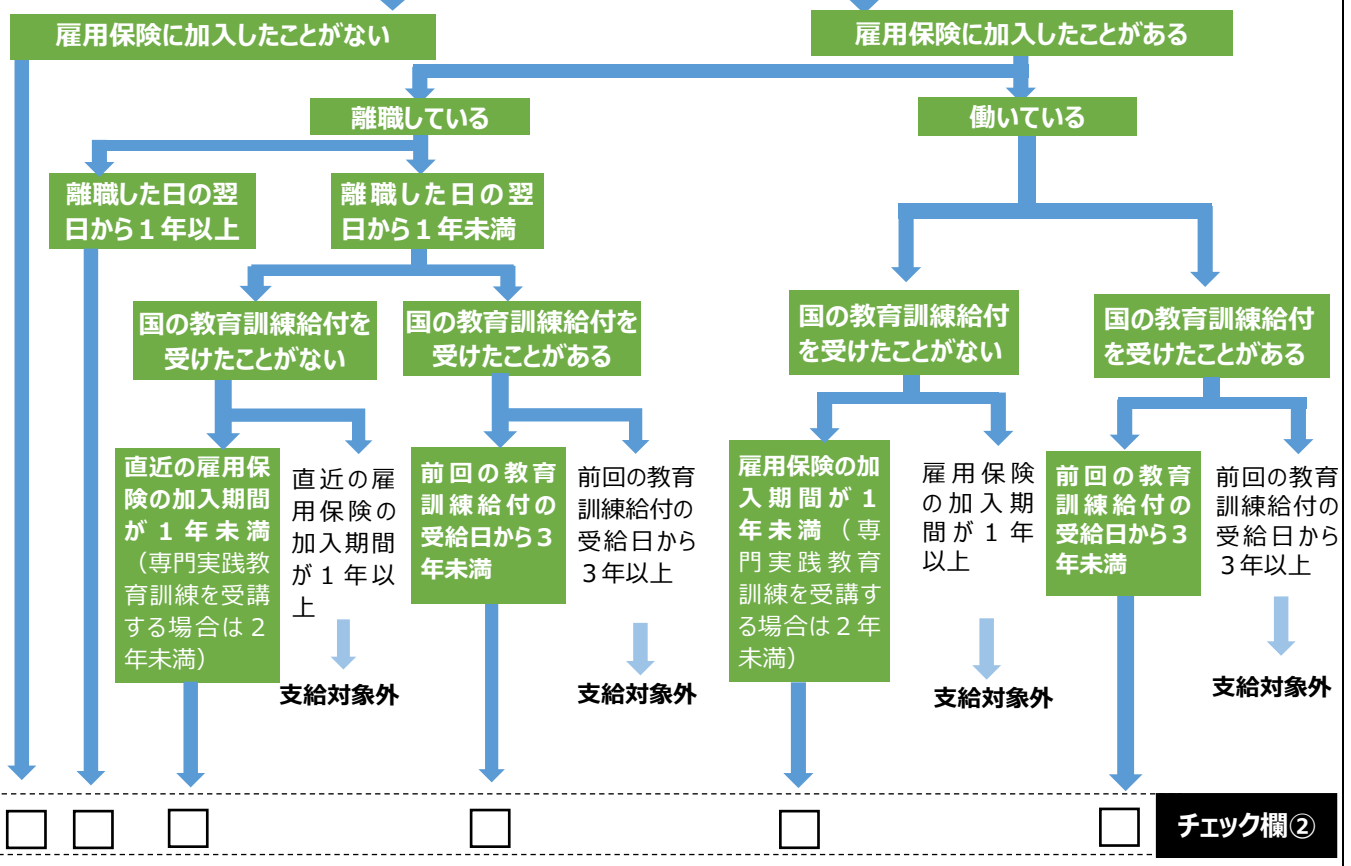 雇用保険に加入したことがない
雇用保険に加入したことがある
離職している
働いている
離職した日の翌
日から１年以上
離職した日の翌
日から１年未満
国の教育訓練給付を
受けたことがない
国の教育訓練給付を
受けたことがある
国の教育訓練給付
を受けたことがない
国の教育訓練給付
を受けたことがある
直近の雇用保
険の加入期間
が１年未満
（専門実践教
育訓練を受講
する場合は２
年未満）
直近の雇
用保険の
加入期間
が１年以
上
前回の教育
訓練給付の
受給日から３
年未満
前回の教育
訓練給付の
受給日から
３年以上
雇用保険の加
入期間が１
年未満（専
門実践教育
訓練を受講す
る場合は２年
未満）
雇用保険
の加入期
間が１年
以上
前回の教育
訓練給付の
受給日から３
年未満
前回の教育
訓練給付の
受給日から
３年以上
支給対象外
支給対象外
支給対象外
支給対象外
チェック欄②